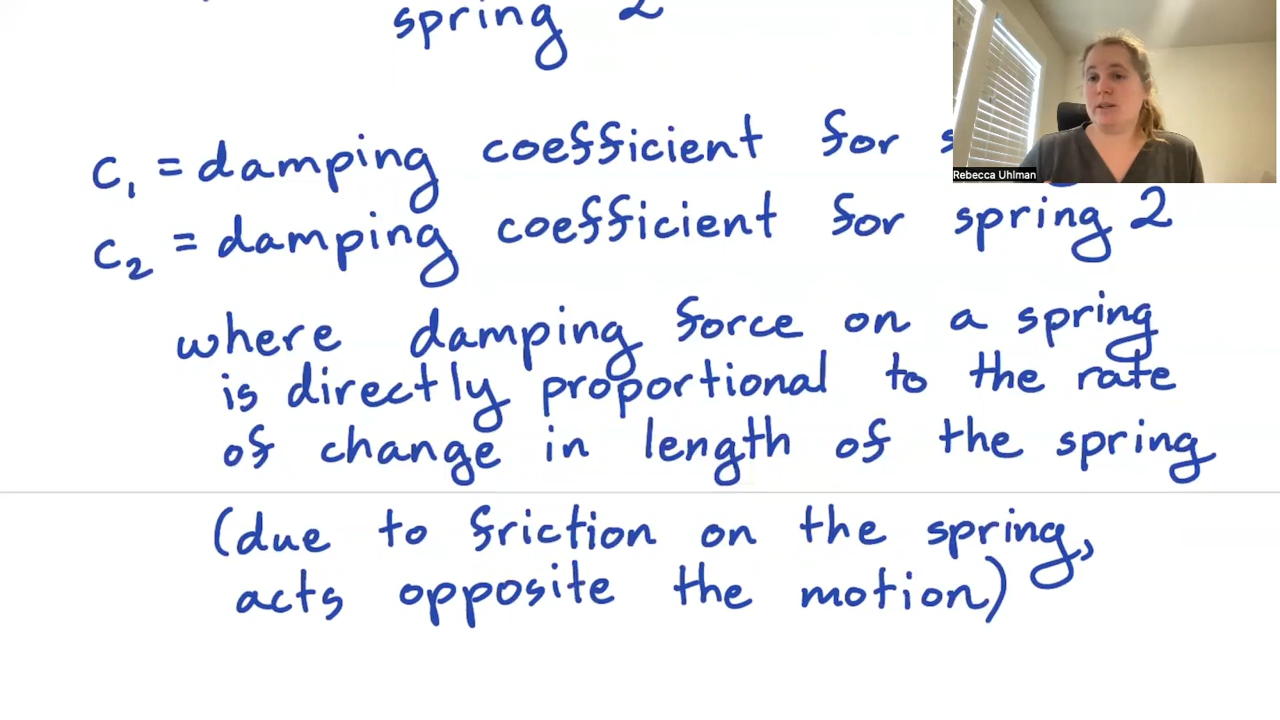 spring 2
c₁ = damping coefficient for
c₂ = damping coefficient for spring 2
where damping force on a spring
is directly proportional to the rate
of change in length of the spring
(due to friction on the spring,
acts opposite the motion)
Rebecca Uhlman